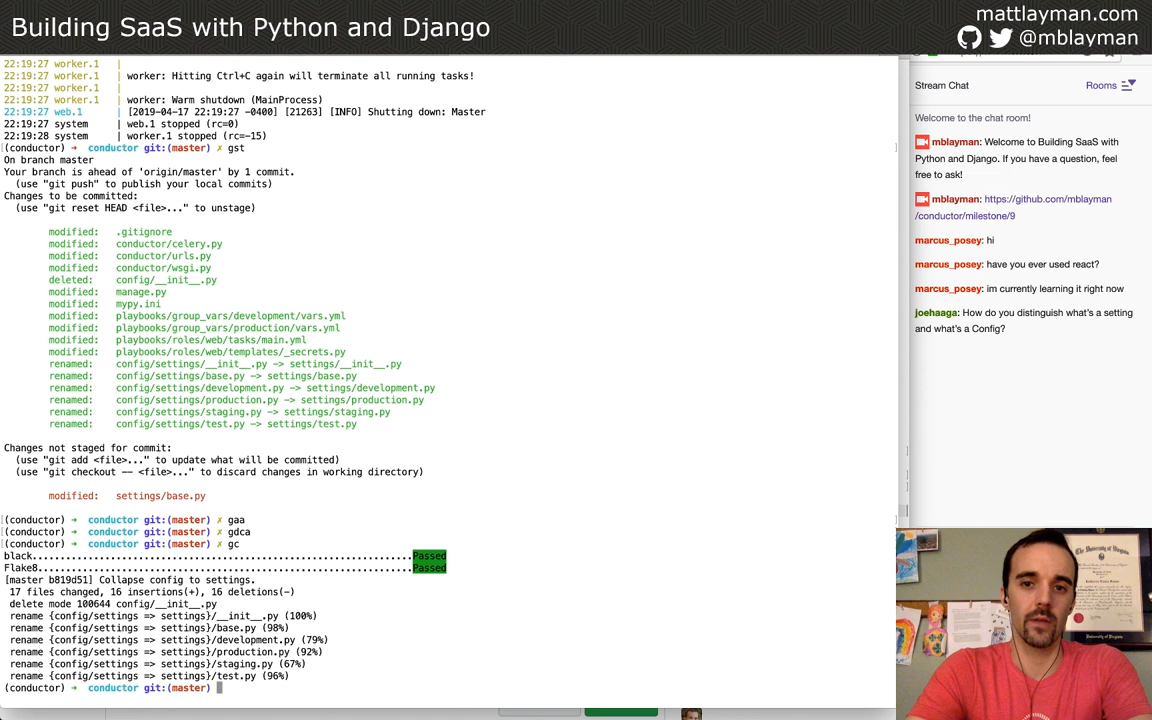 Building SaaS with Python and Django
mattlayman.com
@mblayman
22:19:27 worker.1 |
22:19:27 worker.1 | worker: Hitting Ctrl+C again will terminate all running tasks!
22:19:27 worker.1 |
22:19:27 worker.1 | worker: Warm shutdown (MainProcess)
22:19:27 web.1 | [2019-04-17 22:19:27 -0400] [21263] [INFO] Shutting down: Master
22:19:27 system | web.1 stopped (rc=0)
22:19:28 system | worker.1 stopped (rc=-15)
(conductor) → conductor git:(master) ✗ gst
On branch master
Your branch is ahead of 'origin/master' by 1 commit.
(use "git push" to publish your local commits)
Changes to be committed:
(use "git reset HEAD <file>..." to unstage)
modified: .gitignore
modified: conductor/celery.py
modified: conductor/urls.py
modified: conductor/wsgi.py
deleted: config/__init__.py
modified: manage.py
modified: mypy.ini
modified: playbooks/group_vars/development/vars.yml
modified: playbooks/group_vars/production/vars.yml
modified: playbooks/roles/web/tasks/main.yml
modified: playbooks/roles/web/templates/_secrets.py
renamed: config/settings/__init__.py -> settings/__init__.py
renamed: config/settings/base.py -> settings/base.py
renamed: config/settings/development.py -> settings/development.py
renamed: config/settings/production.py -> settings/production.py
renamed: config/settings/staging.py -> settings/staging.py
renamed: config/settings/test.py -> settings/test.py
Changes not staged for commit:
(use "git add <file>..." to update what will be committed)
(use "git checkout -- <file>..." to discard changes in working directory)
modified: settings/base.py
(conductor) → conductor git:(master) ✗ gaa
(conductor) → conductor git:(master) ✗ gdca
(conductor) → conductor git:(master) ✗ gc
black....................................................................Passed
Flake8...................................................................Passed
[master b819d51] Collapse config to settings.
17 files changed, 16 insertions(+), 16 deletions(-)
delete mode 100644 config/__init__.py
rename {config/settings => settings}/__init__.py (100%)
rename {config/settings => settings}/base.py (98%)
rename {config/settings => settings}/development.py (79%)
rename {config/settings => settings}/production.py (92%)
rename {config/settings => settings}/staging.py (67%)
rename {config/settings => settings}/test.py (96%)
(conductor) → conductor git:(master)
Stream Chat
Rooms
Welcome to the chat room!
mblayman: Welcome to Building SaaS with
Python and Django. If you have a question, feel
free to ask!
mblayman: https://github.com/mblayman
/conductor/milestone/9
marcus_posey: hi
marcus_posey: have you ever used react?
marcus_posey: im currently learning it right now
joehaaga: How do you distinguish what's a setting
and what's a Config?
The University of Virginia